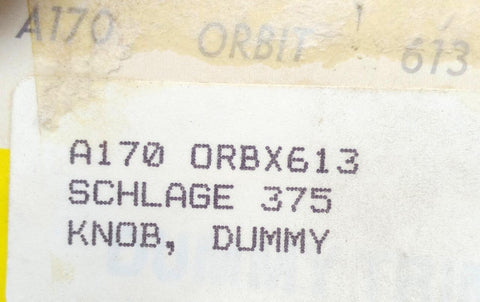 A170 ORBIT 613
A170 ORBX613
SCHLAGE 375
KNOB, DUMMY